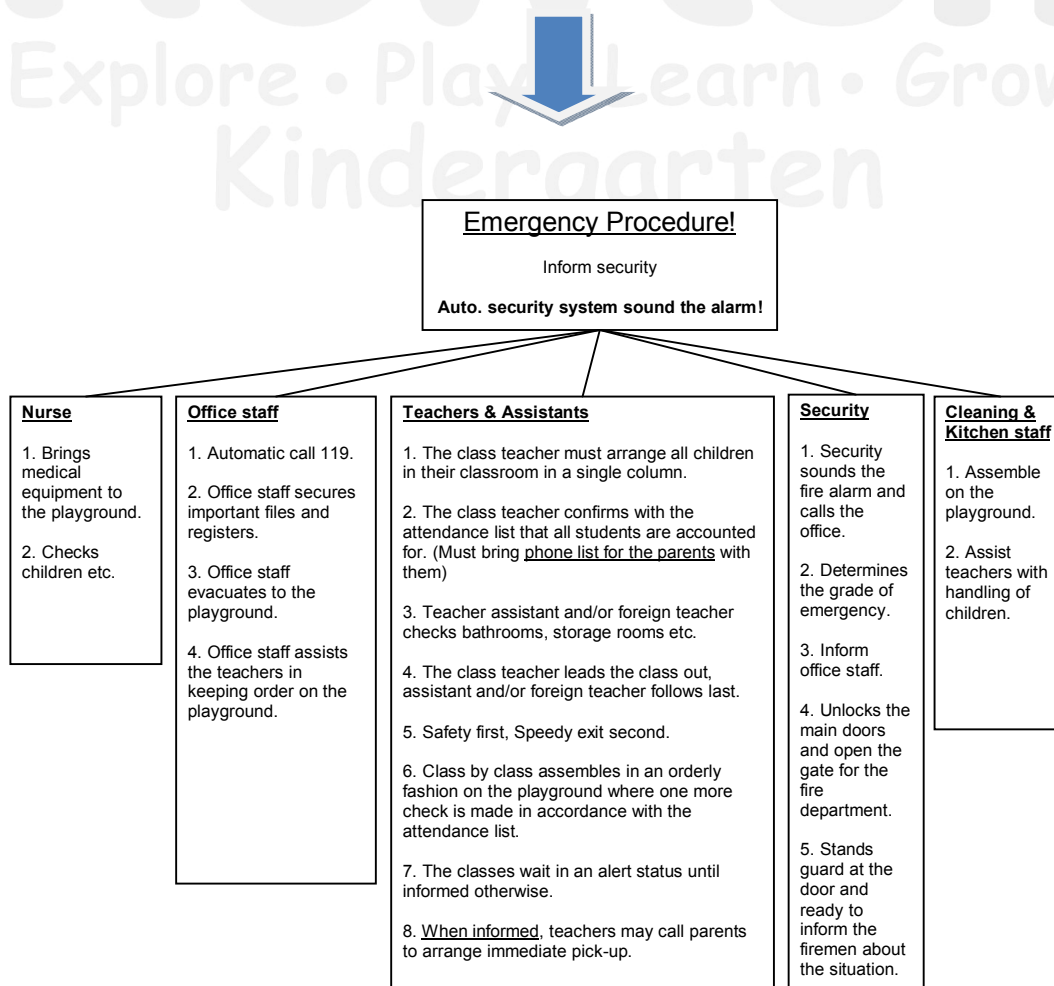 Explore • Play • Learn • Grow
Kindergarten
Emergency Procedure!
Inform security
Auto. security system sound the alarm!
Nurse
1. Brings
medical
equipment to
the playground.
2. Checks
children etc.
Office staff
1. Automatic call 119.
2. Office staff secures
important files and
registers.
3. Office staff
evacuates to the
playground.
4. Office staff assists
the teachers in
keeping order on the
playground.
Teachers & Assistants
1. The class teacher must arrange all children
in their classroom in a single column.
2. The class teacher confirms with the
attendance list that all students are accounted
for. (Must bring phone list for the parents with
them)
3. Teacher assistant and/or foreign teacher
checks bathrooms, storage rooms etc.
4. The class teacher leads the class out,
assistant and/or foreign teacher follows last.
5. Safety first, Speedy exit second.
6. Class by class assembles in an orderly
fashion on the playground where one more
check is made in accordance with the
attendance list.
7. The classes wait in an alert status until
informed otherwise.
8. When informed, teachers may call parents
to arrange immediate pick-up.
Security
1. Security
sounds the
fire alarm and
calls the
office.
2. Determines
the grade of
emergency.
3. Inform
office staff.
4. Unlocks the
main doors
and open the
gate for the
fire
department.
5. Stands
guard at the
door and
ready to
inform the
firemen about
the situation.
Cleaning &
Kitchen staff
1. Assemble
on the
playground.
2. Assist
teachers with
handling of
children.